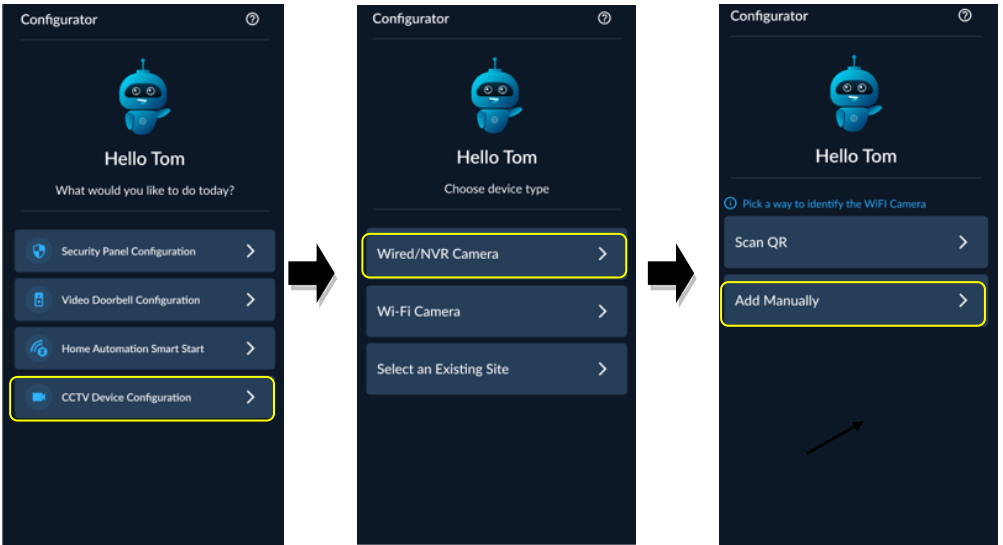 Configurator
Hello Tom
What would you like to do today?
Security Panel Configuration
Video Doorbell Configuration
Home Automation Smart Start
CCTV Device Configuration
Configurator
Hello Tom
Choose device type
Wired/NVR Camera
Wi-Fi Camera
Select an Existing Site
Configurator
Hello Tom
Pick a way to identify the WiFI Camera
Scan QR
Add Manually